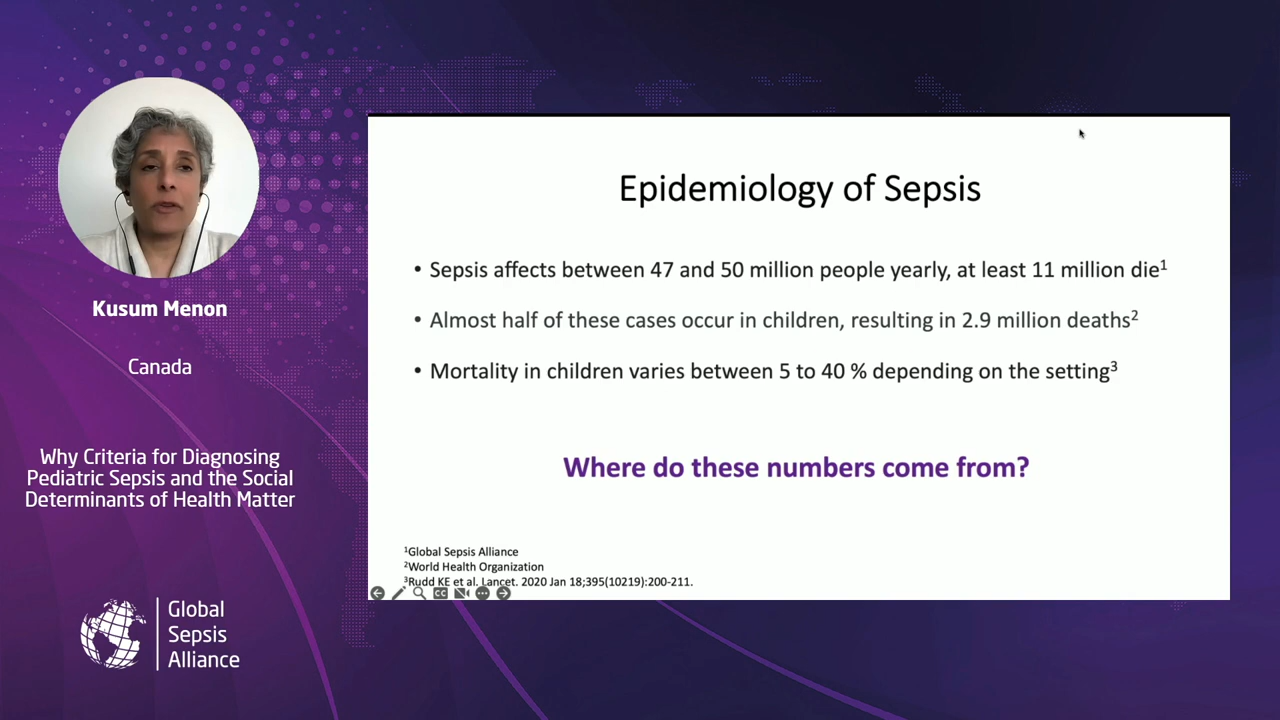 Kusum Menon
Canada
Why Criteria for Diagnosing
Pediatric Sepsis and the Social
Determinants of Health Matter
Global
Sepsis
Alliance
Epidemiology of Sepsis
• Sepsis affects between 47 and 50 million people yearly, at least 11 million die¹
• Almost half of these cases occur in children, resulting in 2.9 million deaths²
• Mortality in children varies between 5 to 40 % depending on the setting³
Where do these numbers come from?
¹Global Sepsis Alliance
²World Health Organization
³Rudd KE et al. Lancet. 2020 Jan 18;395(10219):200-211.
CC